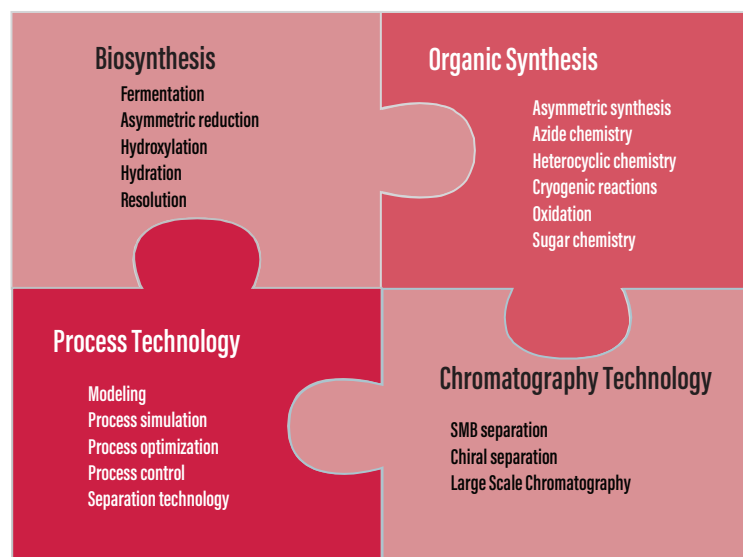 Biosynthesis
Fermentation
Asymmetric reduction
Hydroxylation
Hydration
Resolution
Organic Synthesis
Asymmetric synthesis
Azide chemistry
Heterocyclic chemistry
Cryogenic reactions
Oxidation
Sugar chemistry
Process Technology
Modeling
Process simulation
Process optimization
Process control
Separation technology
Chromatography Technology
SMB separation
Chiral separation
Large Scale Chromatography